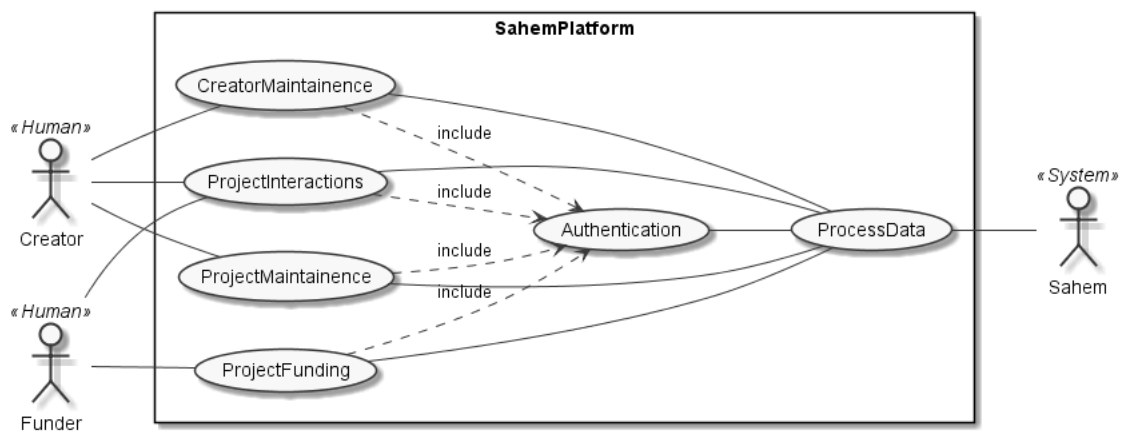 SahemPlatform
CreatorMaintainence
«Human»
Creator
include
ProjectInteractions
include
«System»
Sahem
Authentication
ProcessData
include
ProjectMaintainence
include
«Human»
Funder
ProjectFunding